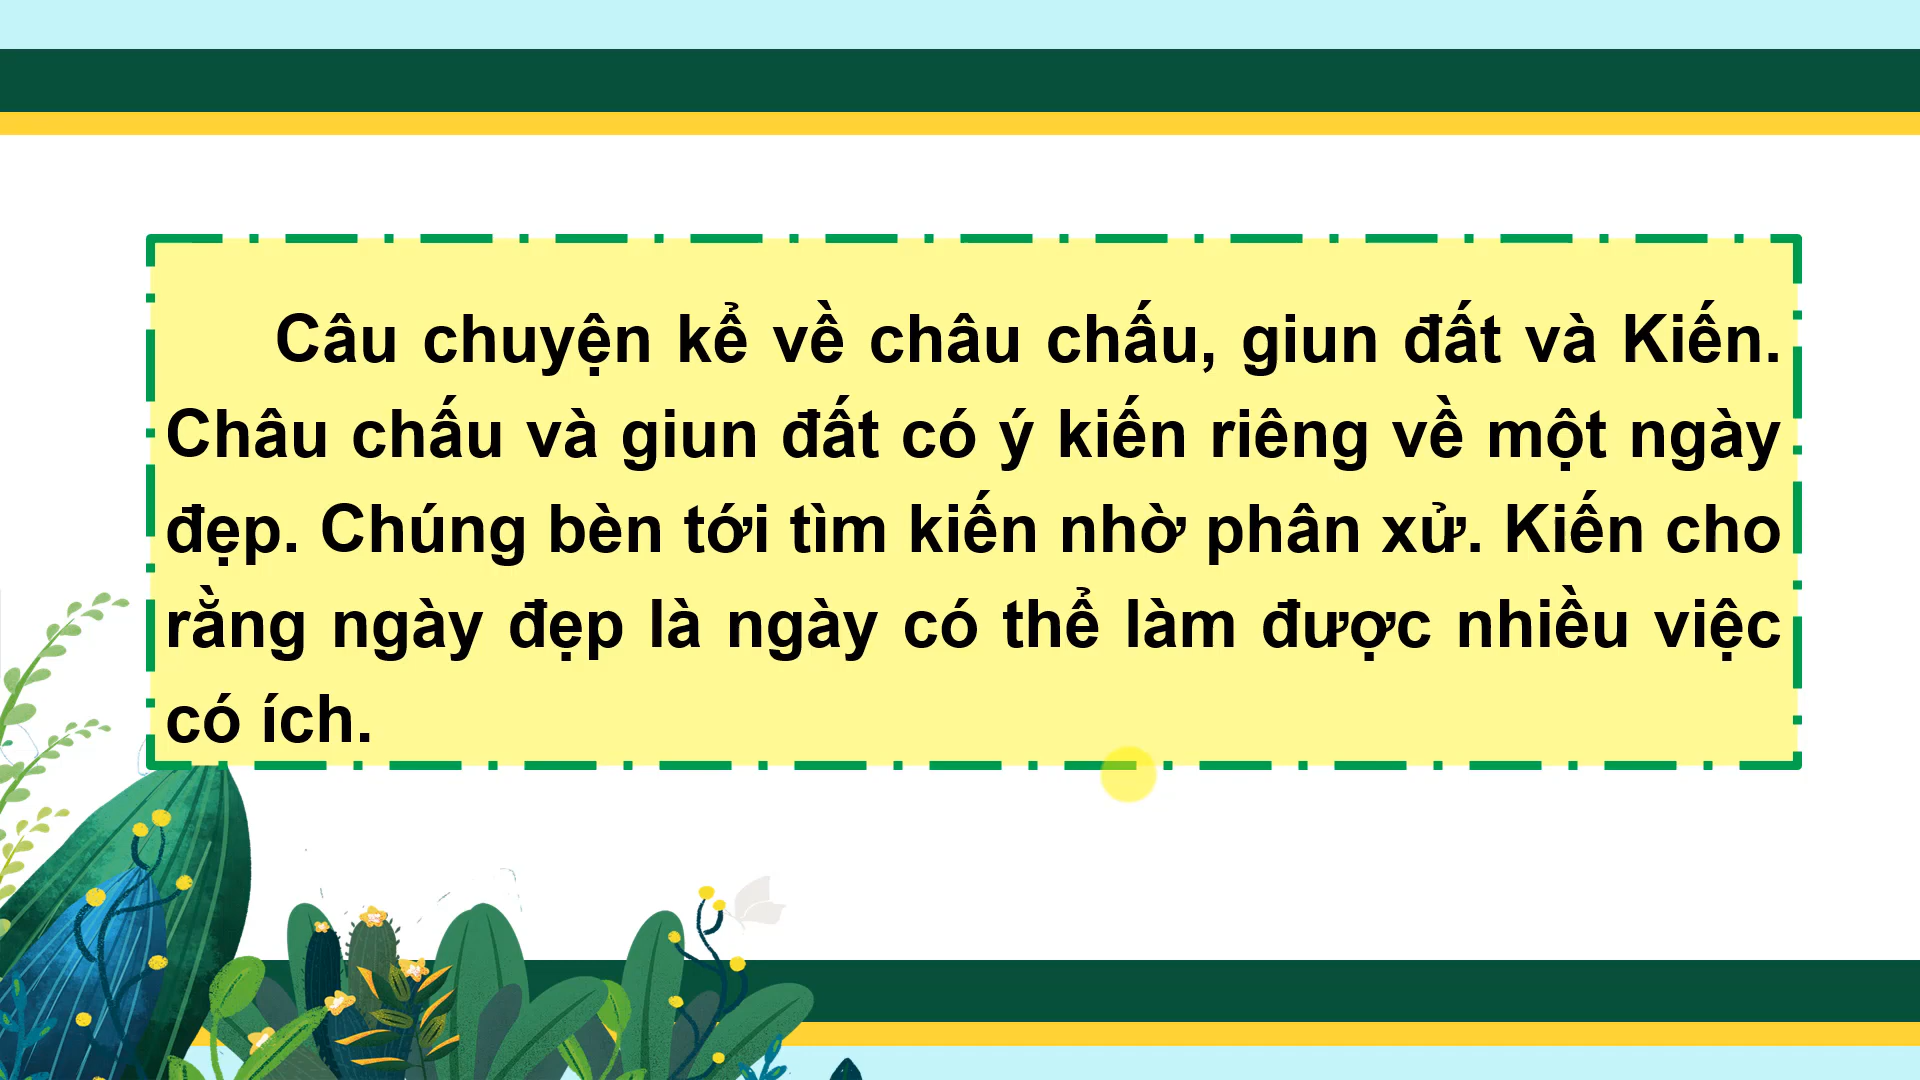 Câu chuyện kể về châu chấu, giun đất và Kiến.
Châu chấu và giun đất có ý kiến riêng về một ngày
đẹp. Chúng bèn tới tìm kiến nhờ phân xử. Kiến cho
rằng ngày đẹp là ngày có thể làm được nhiều việc
có ích.